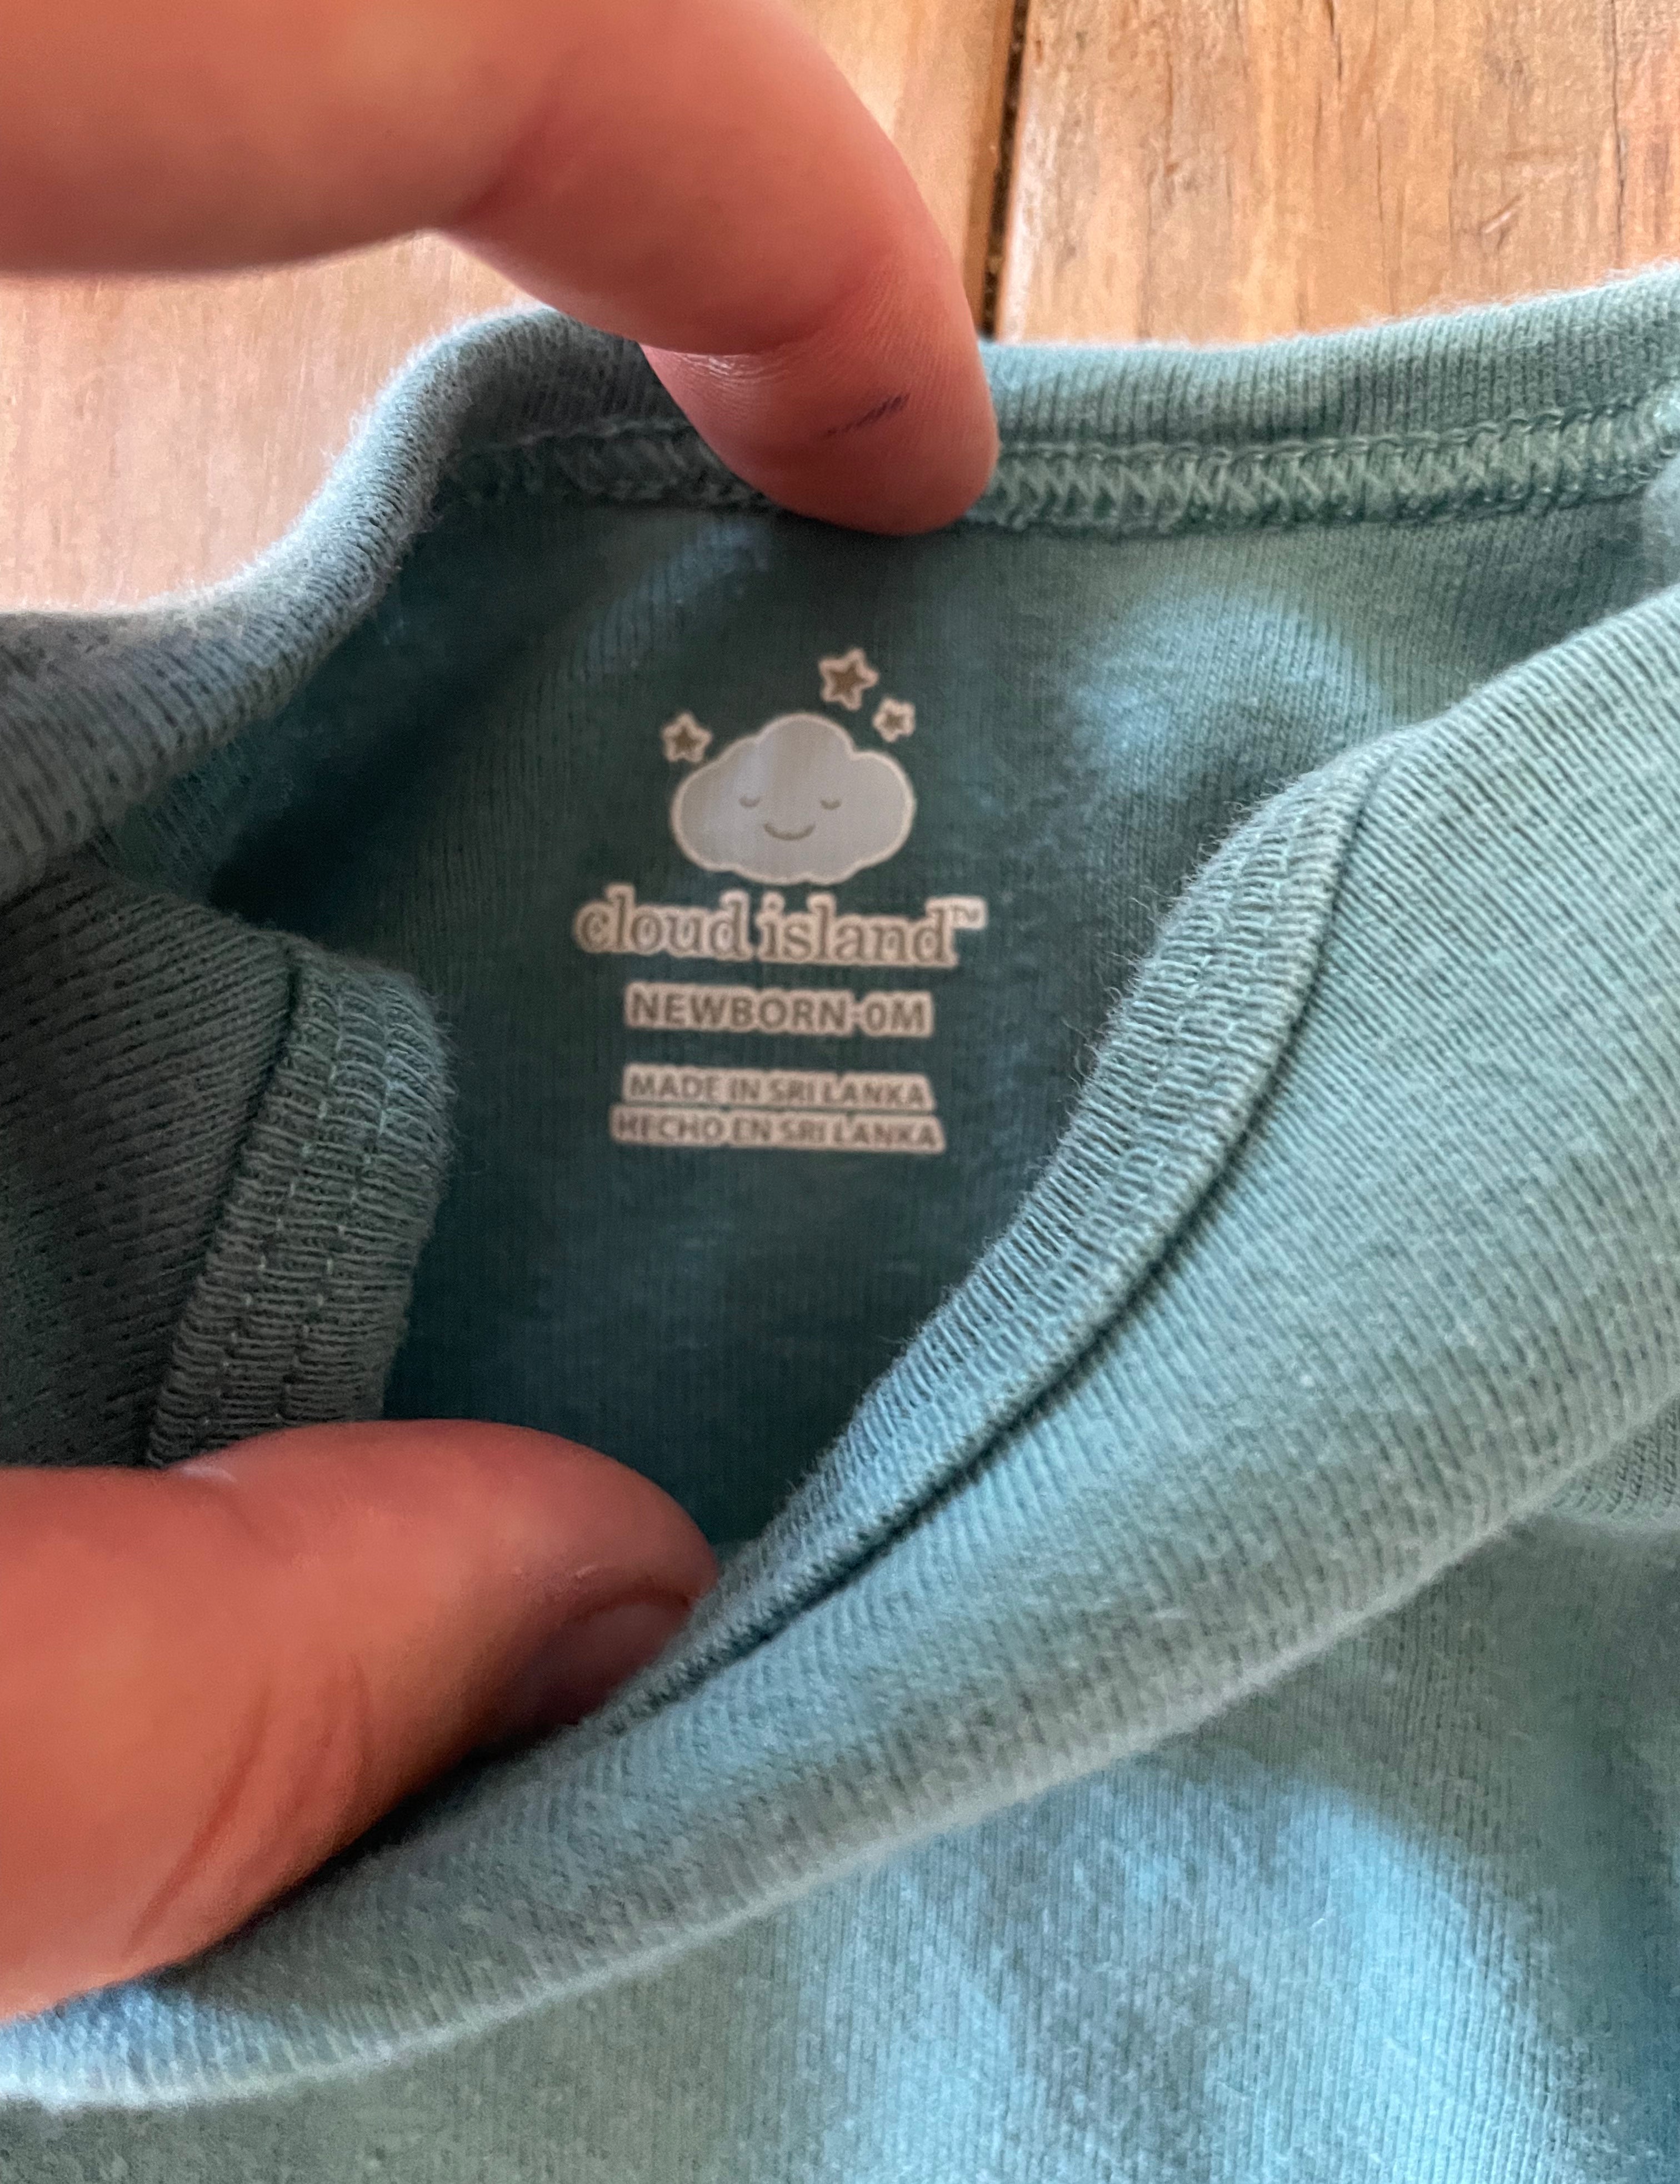 cloud island™
NEWBORN-0M
MADE IN SRI LANKA
HECHO EN SRI LANKA